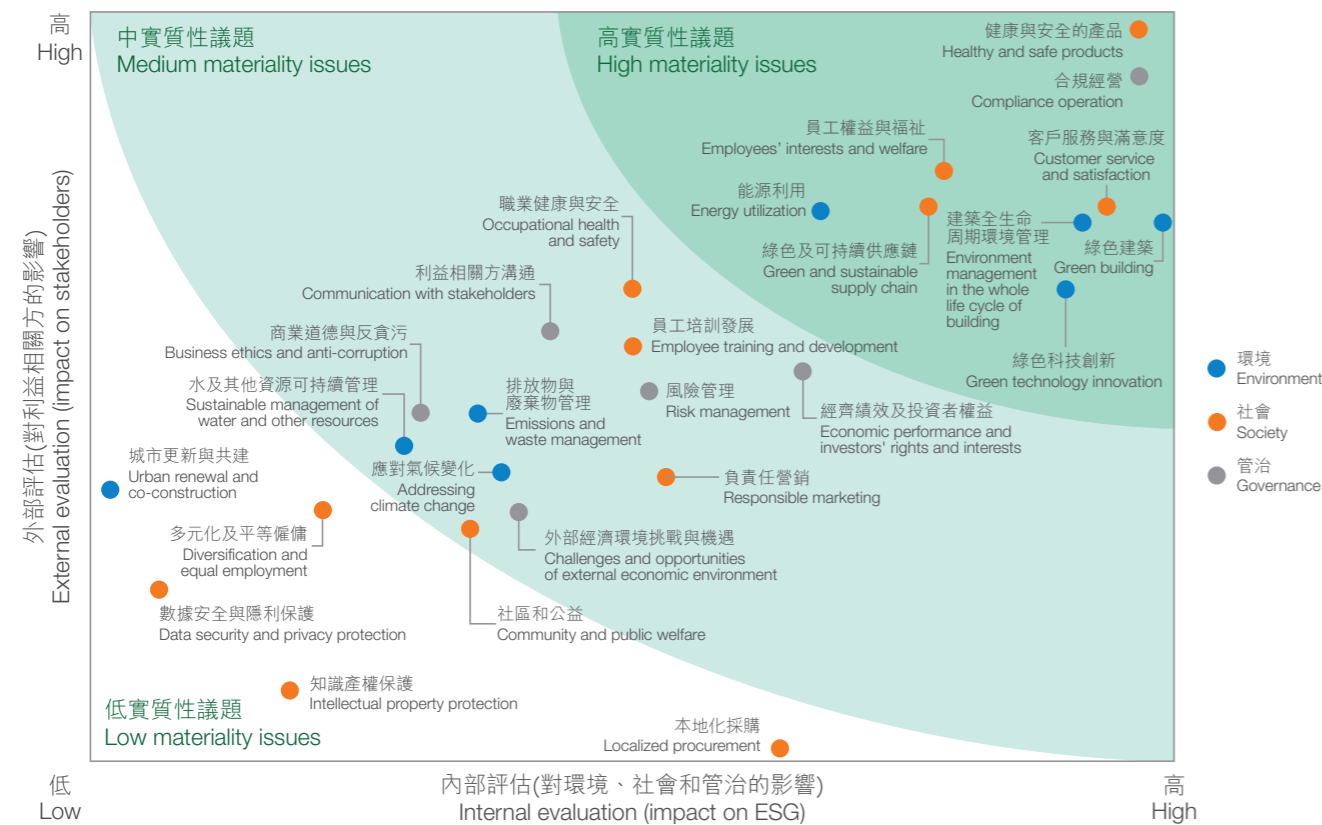 高
High
中實質性議題
Medium materiality issues
高實質性議題
High materiality issues
健康與安全的產品
Healthy and safe products
合規經營
Compliance operation
員工權益與福祉
Employees' interests and welfare
客戶服務與滿意度
Customer service
and satisfaction
能源利用
Energy utilization
職業健康與安全
Occupational health
and safety
綠色及可持續供應鏈
Green and sustainable
supply chain
建築全生命
周期環境管理
Environment
management
in the whole
life cycle of
building
綠色建築
Green building
利益相關方溝通
Communication with stakeholders
商業道德與反貪污
Business ethics and anti-corruption
員工培訓發展
Employee training and development
綠色科技創新
Green technology innovation
水及其他資源可持續管理
Sustainable management of
water and other resources
排放物與
廢棄物管理
Emissions and
waste management
風險管理
Risk management
經濟績效及投資者權益
Economic performance and
investors' rights and interests
城市更新與共建
Urban renewal and
co-construction
應對氣候變化
Addressing
climate change
負責任營銷
Responsible marketing
多元化及平等僱傭
Diversification and
equal employment
外部經濟環境挑戰與機遇
Challenges and opportunities
of external economic environment
數據安全與隱利保護
Data security and privacy protection
社區和公益
Community and public welfare
知識產權保護
Intellectual property protection
低實質性議題
Low materiality issues
本地化採購
Localized procurement
外部評估(對利益相關方的影響)
External evaluation (impact on stakeholders)
低
Low
內部評估(對環境、社會和管治的影響)
Internal evaluation (impact on ESG)
高
High
環境
Environment
社會
Society
管治
Governance